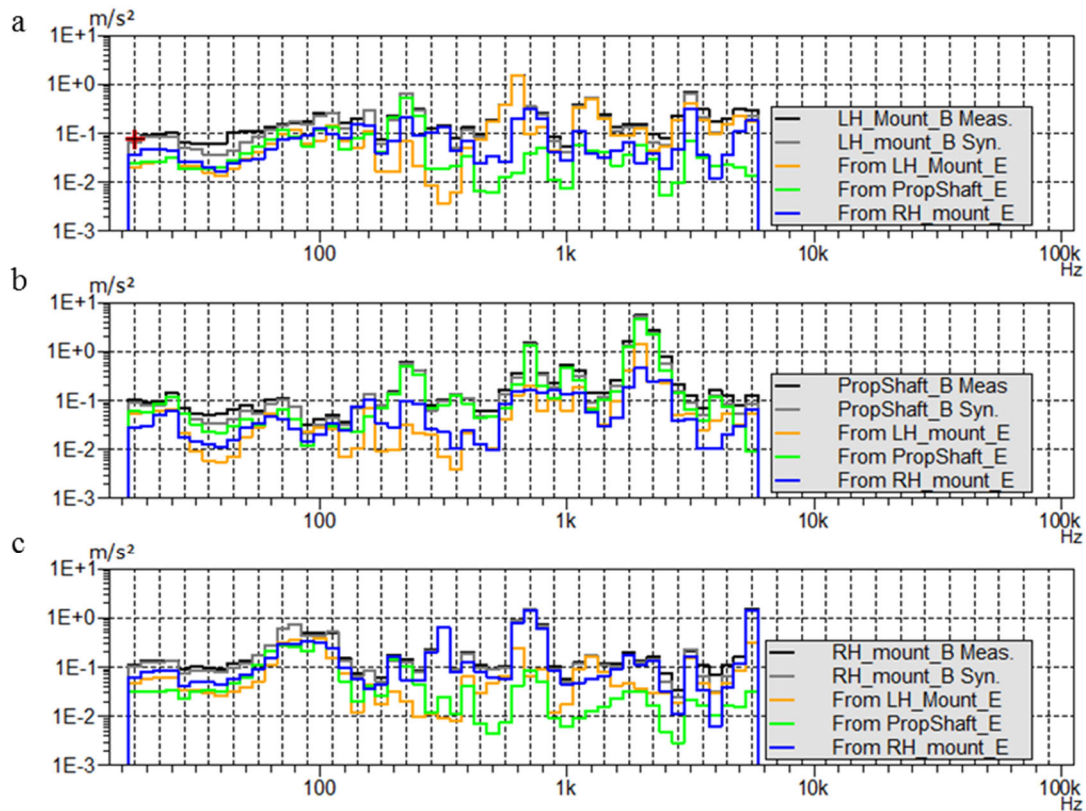 a
m/s²
1E+1
1E+0
1E-1
1E-2
1E-3
LH_Mount_B Meas.
LH_mount_B Syn.
From LH_Mount_E
From PropShaft_E
From RH_mount_E
100 1k 10k 100k
Hz
b
m/s²
1E+1
1E+0
1E-1
1E-2
1E-3
PropShaft_B Meas
PropShaft_B Syn.
From LH_mount_E
From PropShaft_E
From RH_mount_E
100 1k 10k 100k
Hz
c
m/s²
1E+1
1E+0
1E-1
1E-2
1E-3
RH_mount_B Meas.
RH_mount_B Syn.
From LH_Mount_E
From PropShaft_E
From RH_mount_E
100 1k 10k 100k
Hz